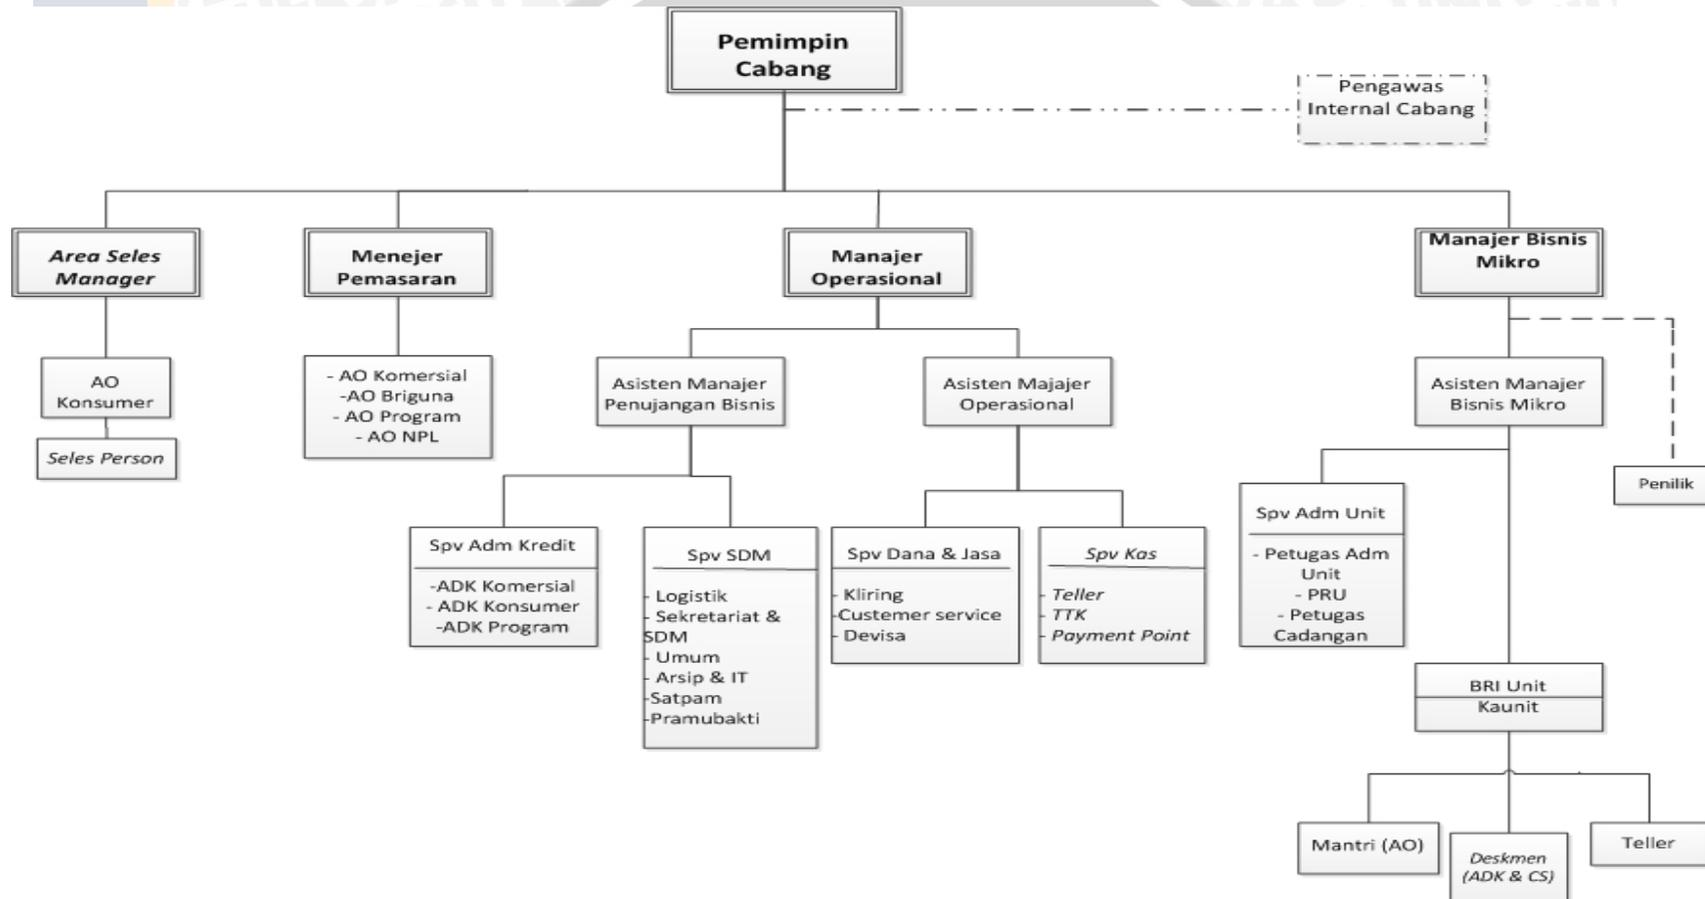 Pemimpin
Cabang
Pengawas
Internal Cabang
Area Seles
Manager
Menejer
Pemasaran
Manajer
Operasional
Manajer Bisnis
Mikro
AO
Konsumer
Seles Person
- AO Komersial
-AO Briguna
- AO Program
- AO NPL
Asisten Manajer
Penujangan Bisnis
Asisten Majajer
Operasional
Asisten Manajer
Bisnis Mikro
Penilik
Spv Adm Kredit
-ADK Komersial
- ADK Konsumer
-ADK Program
Spv SDM
- Logistik
- Sekretariat &
SDM
- Umum
- Arsip & IT
-Satpam
-Pramubakti
Spv Dana & Jasa
- Kliring
-Custemer service
- Devisa
Spv Kas
- Teller
- TTK
- Payment Point
Spv Adm Unit
- Petugas Adm
Unit
- PRU
- Petugas
Cadangan
BRI Unit
Kaunit
Mantri (AO)
Deskmen
(ADK & CS)
Teller